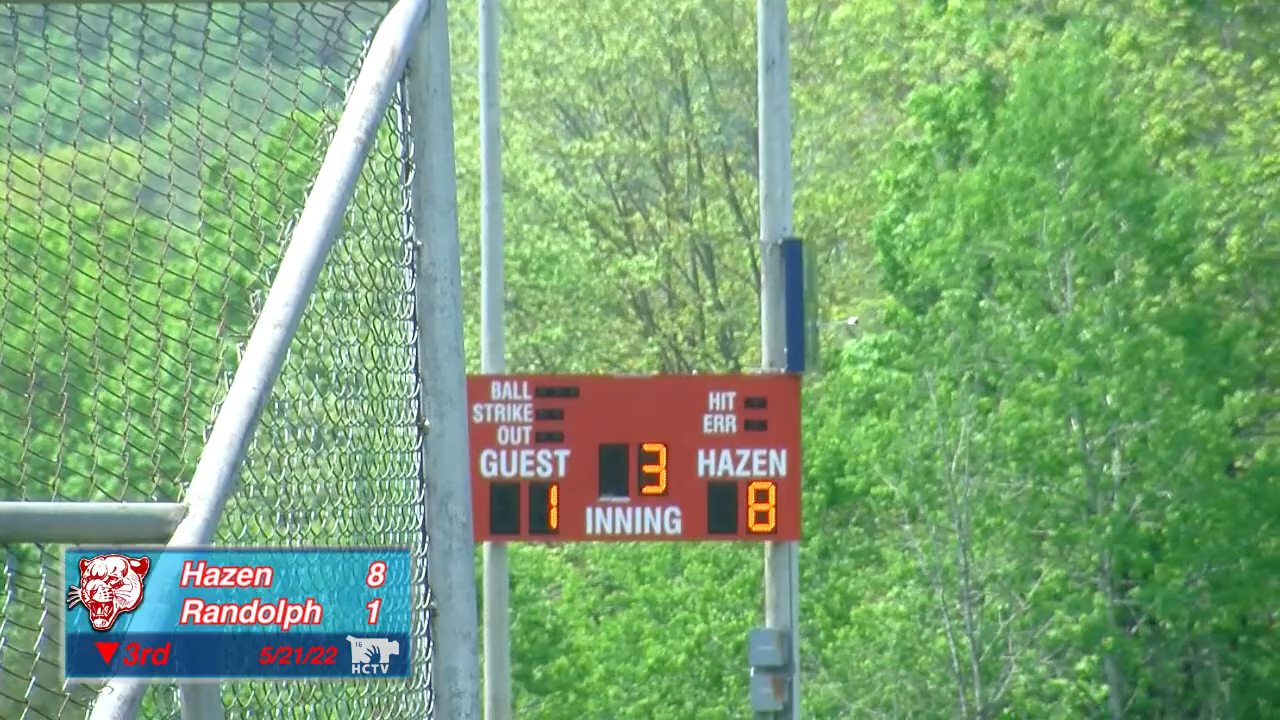 BALL
STRIKE
OUT
HIT
ERR
GUEST 3 HAZEN
1 INNING 8
Hazen 8
Randolph 1
▼3rd 5/21/22 16 HCTV